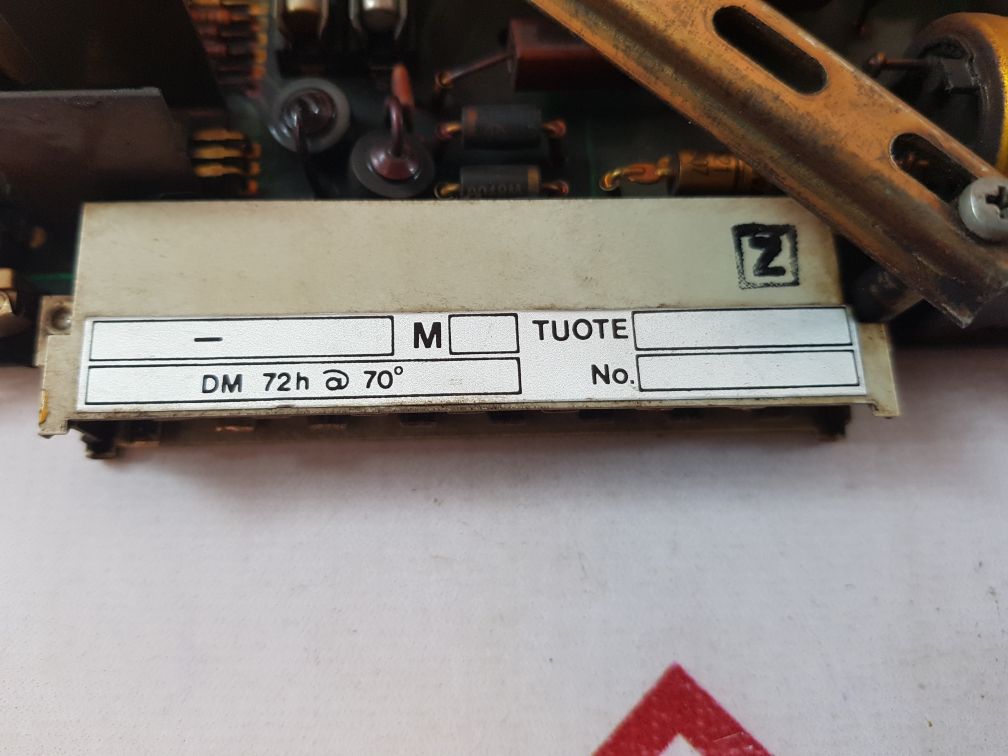 Z
– M TUOTE
DM 72h @ 70° No.